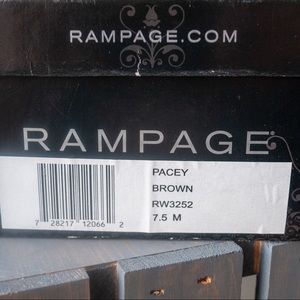 RAMPAGE.COM
RAMPAGE
PACEY
BROWN
RW3252
7.5 M
7 28217 12066 2